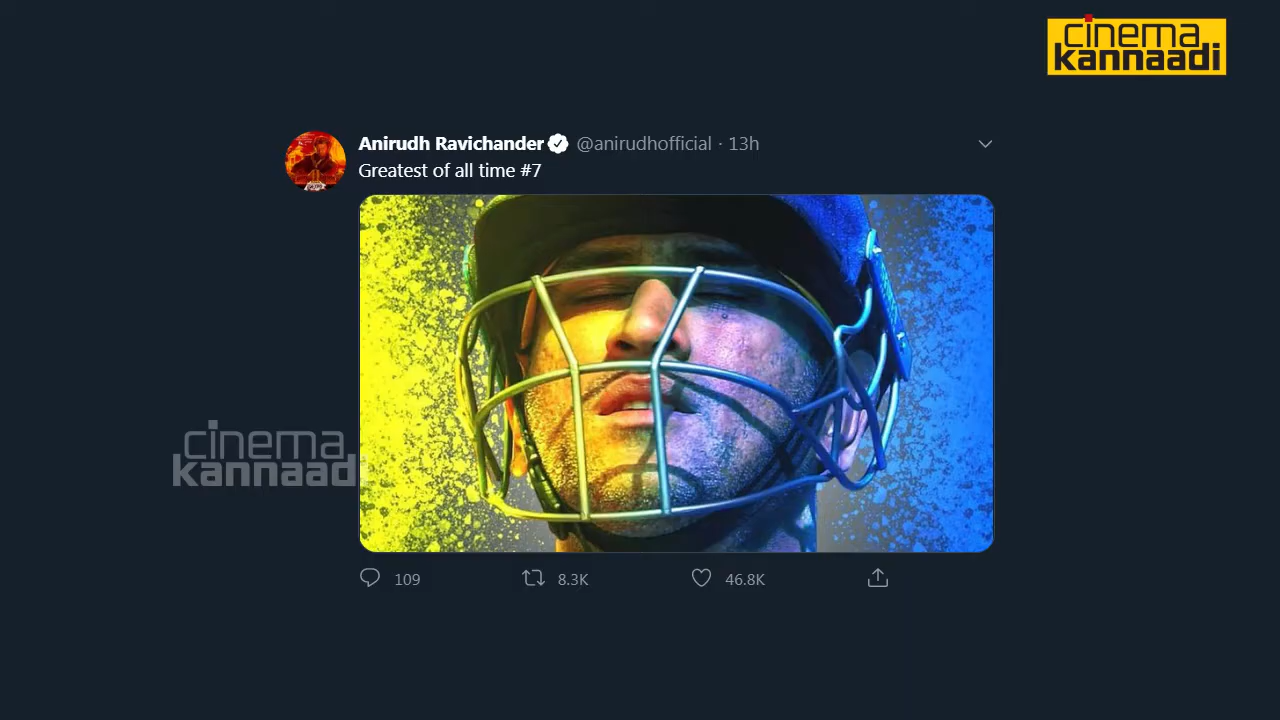 cinema
kannaadi
Anirudh Ravichander @anirudhofficial · 13h
Greatest of all time #7
cinema
kannaadi
109 8.3K 46.8K